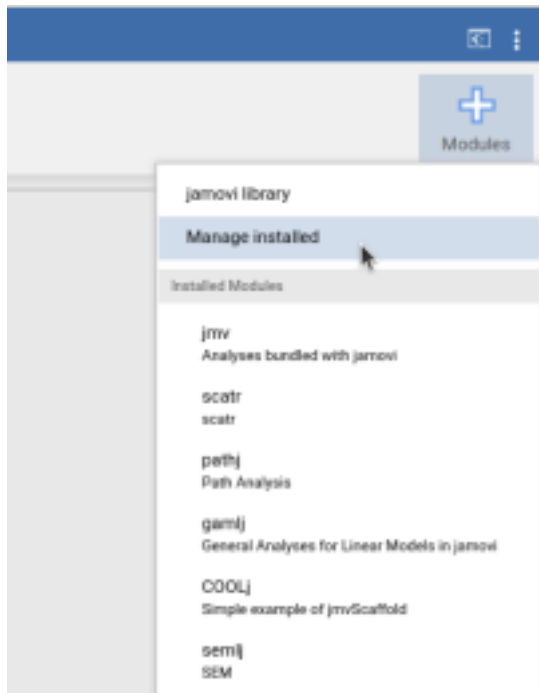 Modules
jamovi library
Manage installed
Installed Modules
jmv
Analyses bundled with jamovi
scatr
scatr
pathj
Path Analysis
gamlj
General Analyses for Linear Models in jamovi
COOLj
Simple example of jmvScaffold
semlj
SEM